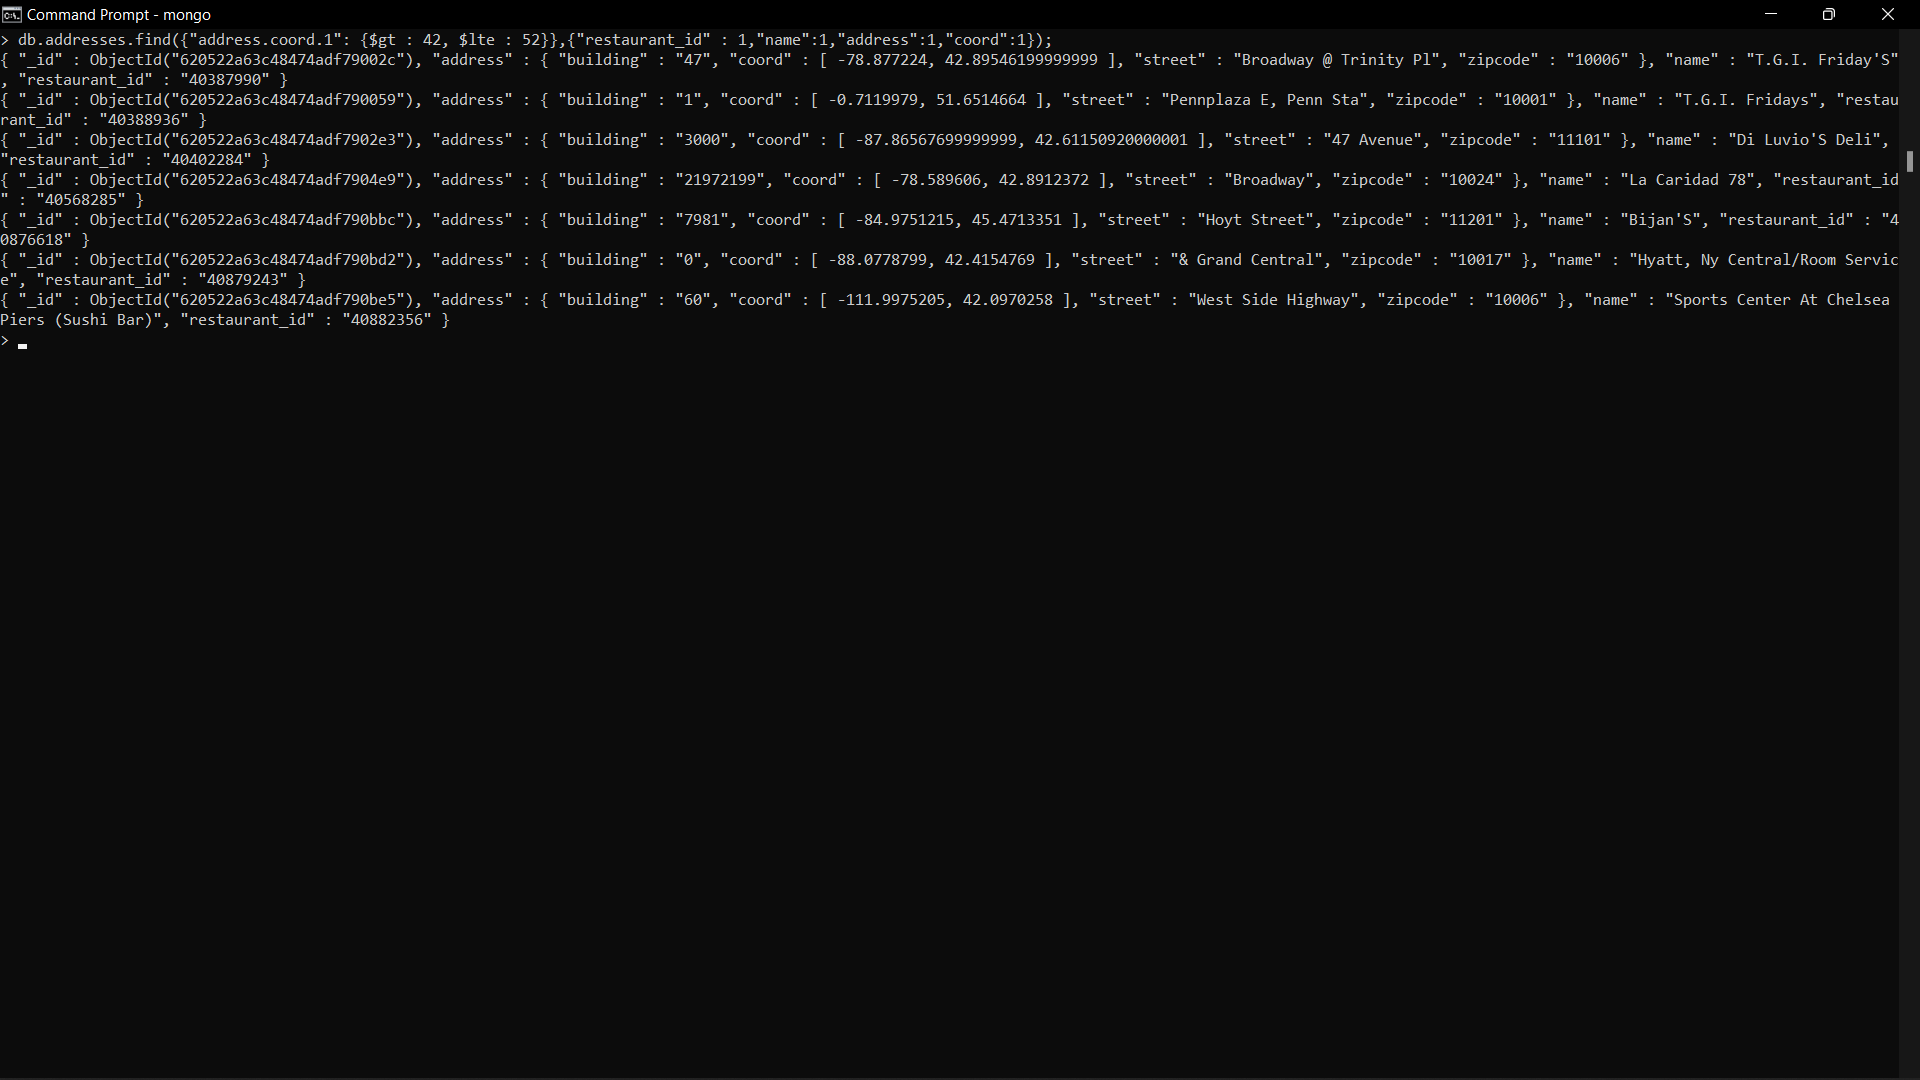 Command Prompt - mongo
> db.addresses.find({"address.coord.1": {$gt : 42, $lte : 52}},{"restaurant_id" : 1,"name":1,"address":1,"coord":1});
{ "_id" : ObjectId("620522a63c48474adf79002c"), "address" : { "building" : "47", "coord" : [ -78.877224, 42.89546199999999 ], "street" : "Broadway @ Trinity Pl", "zipcode" : "10006" }, "name" : "T.G.I. Friday'S"
, "restaurant_id" : "40387990" }
{ "_id" : ObjectId("620522a63c48474adf790059"), "address" : { "building" : "1", "coord" : [ -0.7119979, 51.6514664 ], "street" : "Pennplaza E, Penn Sta", "zipcode" : "10001" }, "name" : "T.G.I. Fridays", "restau
rant_id" : "40388936" }
{ "_id" : ObjectId("620522a63c48474adf7902e3"), "address" : { "building" : "3000", "coord" : [ -87.86567699999999, 42.61150920000001 ], "street" : "47 Avenue", "zipcode" : "11101" }, "name" : "Di Luvio'S Deli",
"restaurant_id" : "40402284" }
{ "_id" : ObjectId("620522a63c48474adf7904e9"), "address" : { "building" : "21972199", "coord" : [ -78.589606, 42.8912372 ], "street" : "Broadway", "zipcode" : "10024" }, "name" : "La Caridad 78", "restaurant_id
" : "40568285" }
{ "_id" : ObjectId("620522a63c48474adf790bbc"), "address" : { "building" : "7981", "coord" : [ -84.9751215, 45.4713351 ], "street" : "Hoyt Street", "zipcode" : "11201" }, "name" : "Bijan'S", "restaurant_id" : "4
0876618" }
{ "_id" : ObjectId("620522a63c48474adf790bd2"), "address" : { "building" : "0", "coord" : [ -88.0778799, 42.4154769 ], "street" : "& Grand Central", "zipcode" : "10017" }, "name" : "Hyatt, Ny Central/Room Servic
e", "restaurant_id" : "40879243" }
{ "_id" : ObjectId("620522a63c48474adf790be5"), "address" : { "building" : "60", "coord" : [ -111.9975205, 42.0970258 ], "street" : "West Side Highway", "zipcode" : "10006" }, "name" : "Sports Center At Chelsea
Piers (Sushi Bar)", "restaurant_id" : "40882356" }
>